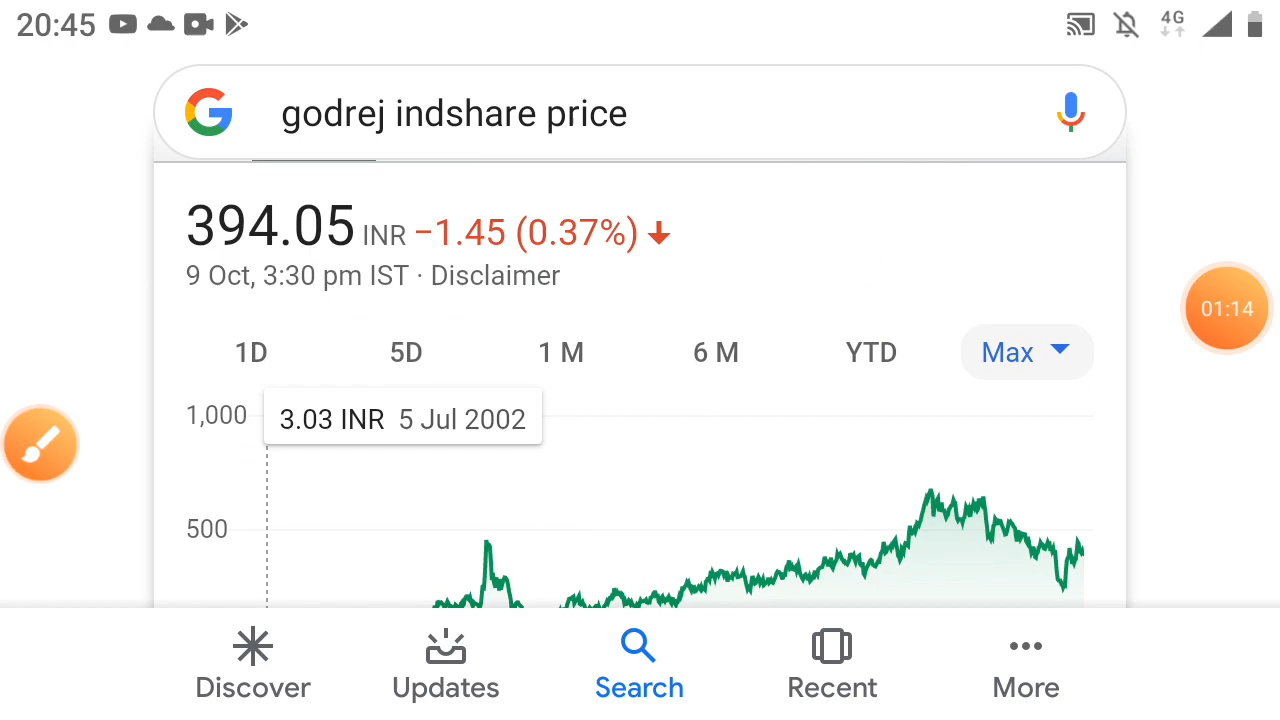 20:45
4G
godrej indshare price
394.05 INR −1.45 (0.37%)
9 Oct, 3:30 pm IST · Disclaimer
01:14
1D 5D 1 M 6 M YTD Max
1,000
3.03 INR 5 Jul 2002
500
Discover Updates Search Recent More